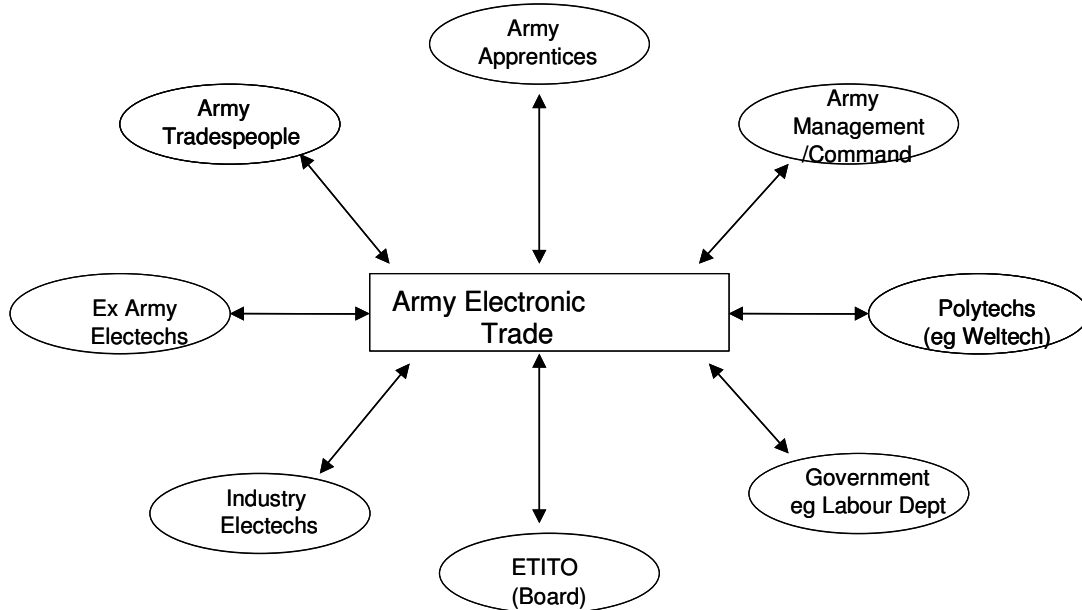 Army
Apprentices
Army
Tradespeople
Army
Management
/Command
Ex Army
Electechs
Army Electronic
Trade
Polytechs
(eg Weltech)
Industry
Electechs
Government
eg Labour Dept
ETITO
(Board)